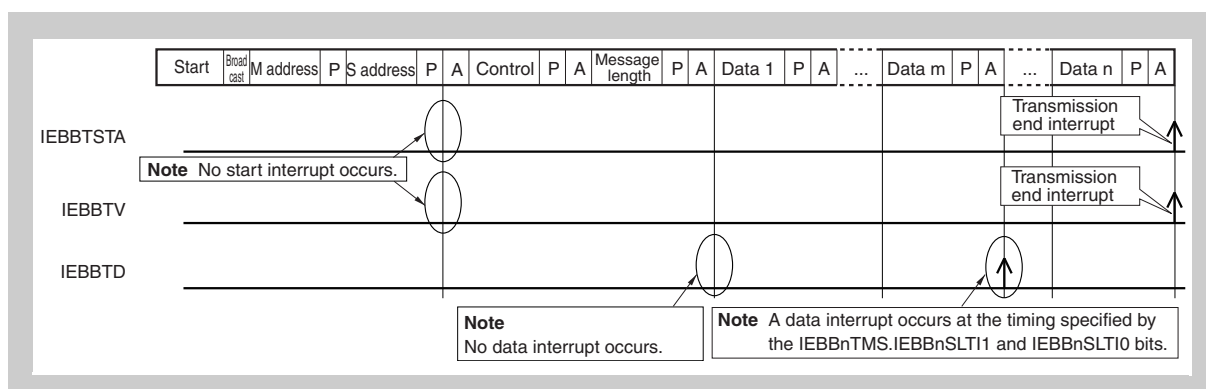 Start Broad cast M address P S address P A Control P A Message length P A Data 1 P A ... Data m P A ... Data n P A
IEBBTSTA
Transmission
end interrupt
Note No start interrupt occurs.
IEBBTV
Transmission
end interrupt
IEBBTD
Note
No data interrupt occurs.
Note A data interrupt occurs at the timing specified by
the IEBBnTMS.IEBBnSLTI1 and IEBBnSLTI0 bits.